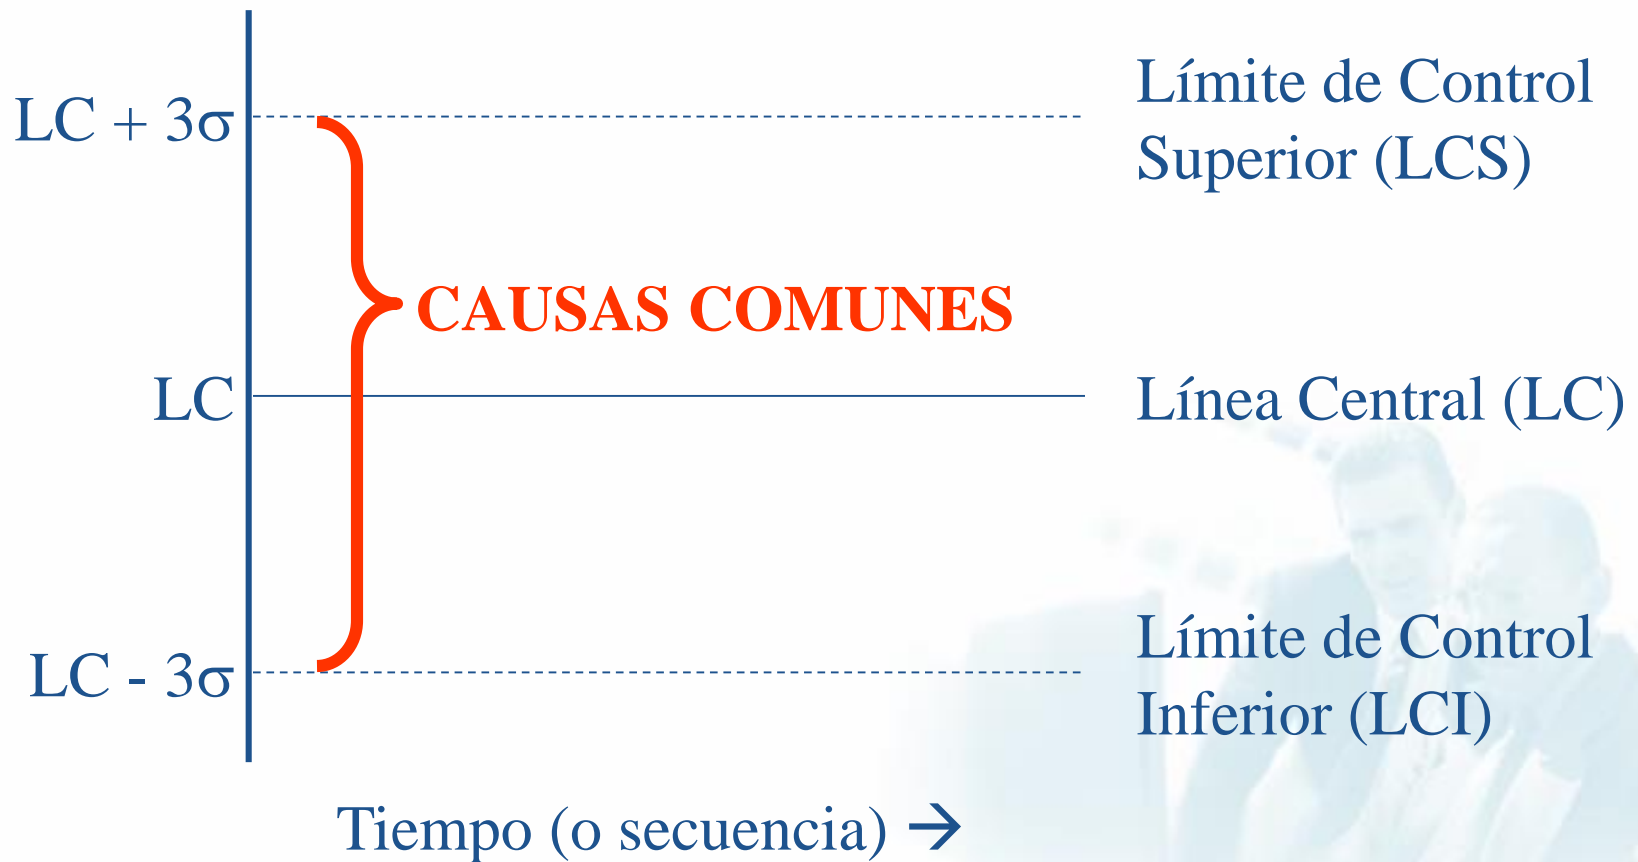 LC + 3σ
Límite de Control
Superior (LCS)
CAUSAS COMUNES
LC
Línea Central (LC)
LC - 3σ
Límite de Control
Inferior (LCI)
Tiempo (o secuencia) →